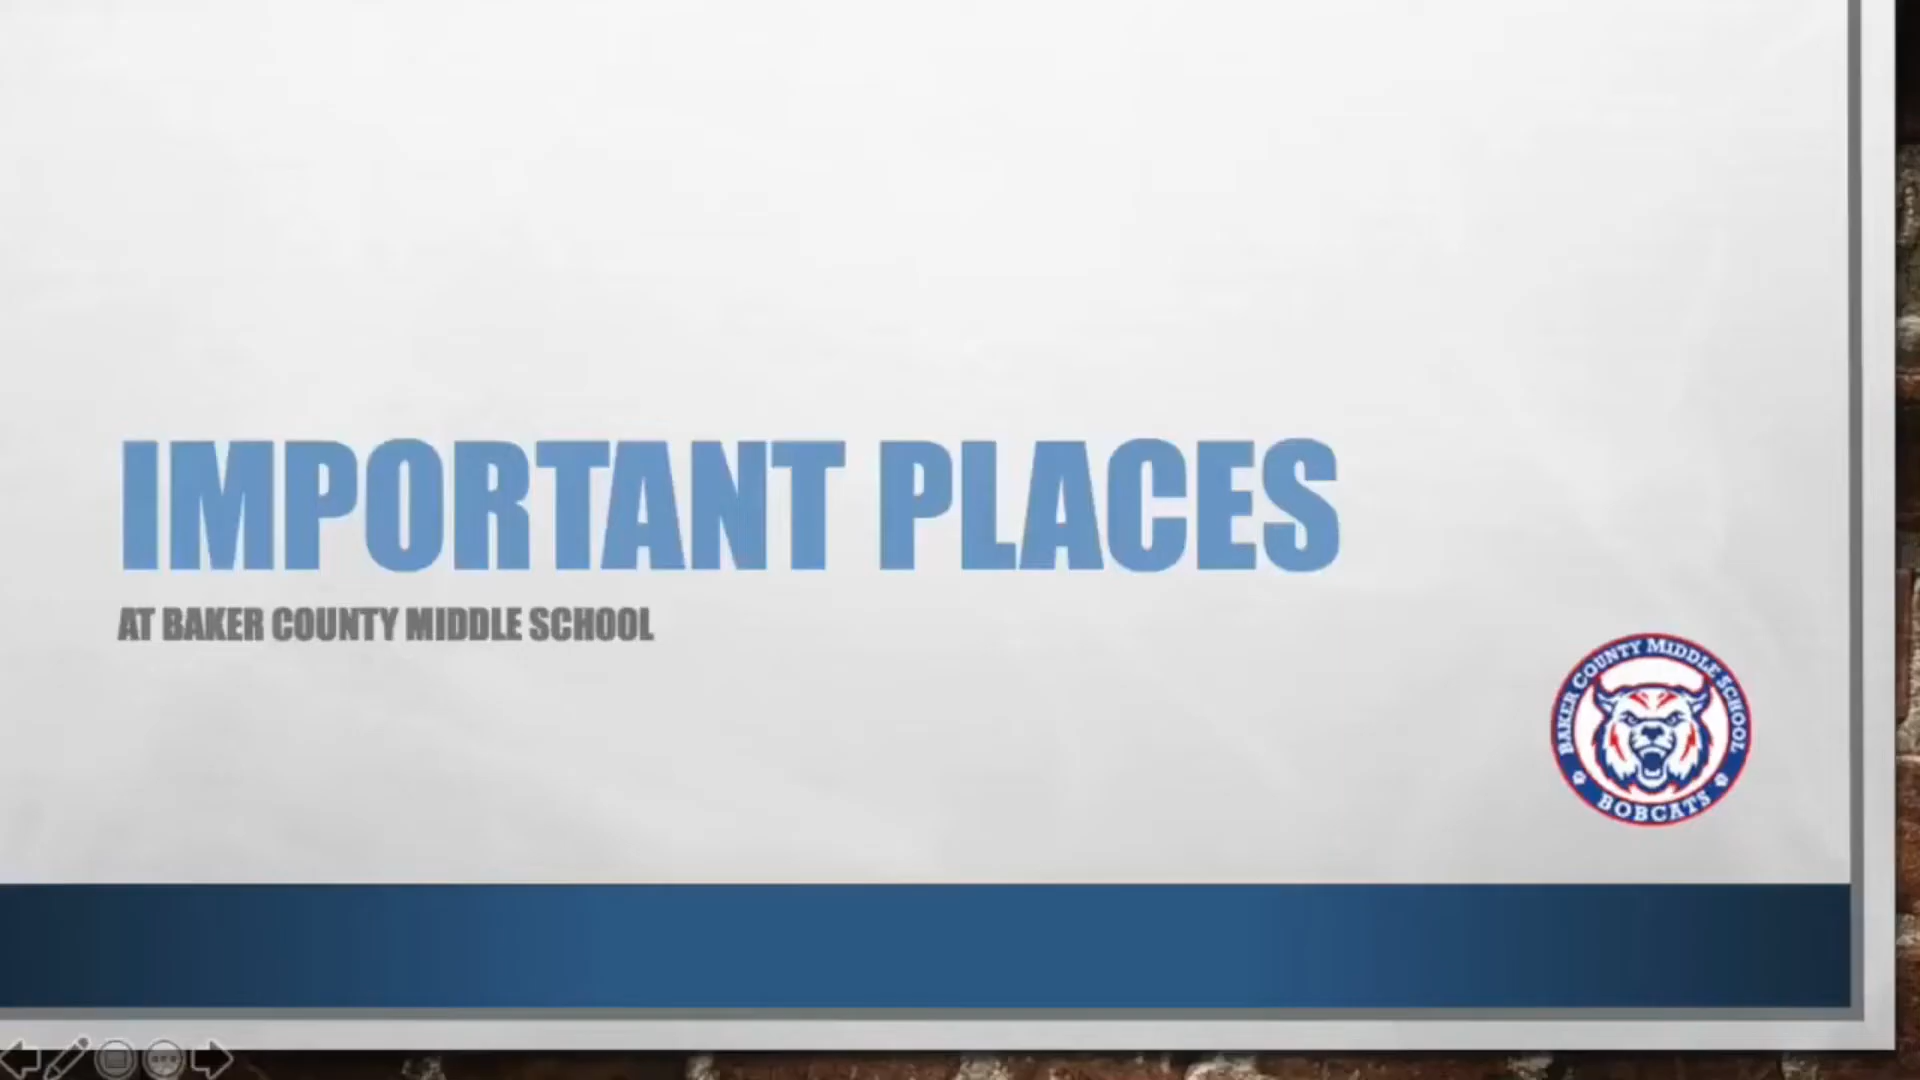 IMPORTANT PLACES
AT BAKER COUNTY MIDDLE SCHOOL
BAKER COUNTY MIDDLE SCHOOL
BOBCATS